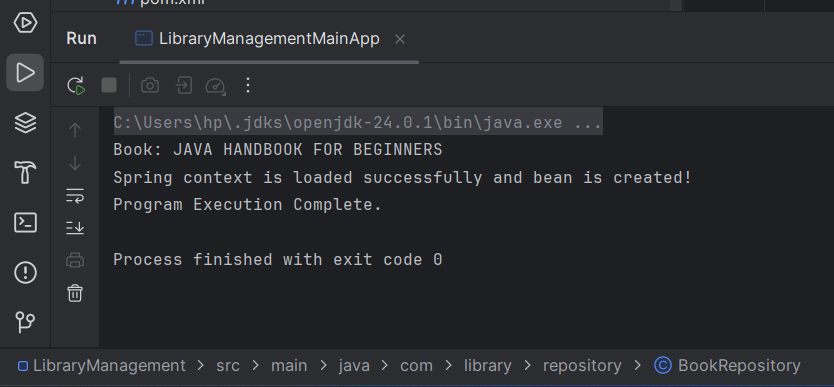 pom.xml
Run LibraryManagementMainApp
C:\Users\hp\.jdks\openjdk-24.0.1\bin\java.exe ...
Book: JAVA HANDBOOK FOR BEGINNERS
Spring context is loaded successfully and bean is created!
Program Execution Complete.
Process finished with exit code 0
LibraryManagement > src > main > java > com > library > repository > BookRepository